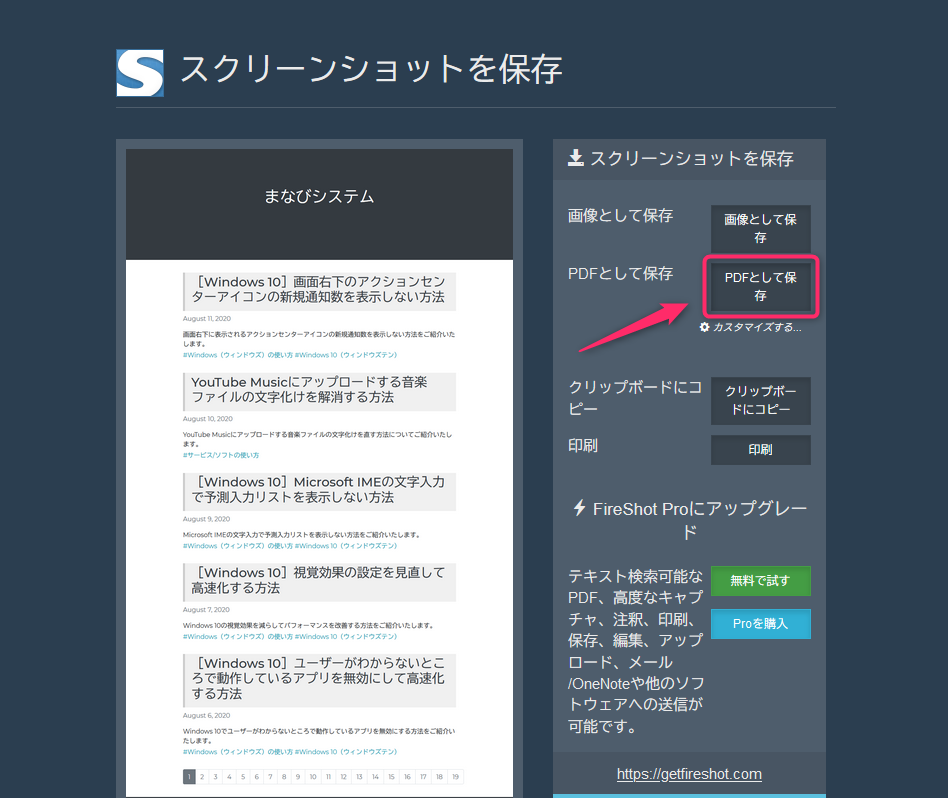 スクリーンショットを保存
まなびシステム
［Windows 10］画面右下のアクションセン
ターアイコンの新規通知数を表示しない方法
August 11, 2020
画面右下に表示されるアクションセンターアイコンの新規通知数を表示しない方法をご紹介いた
します。
#Windows（ウィンドウズ）の使い方 #Windows 10（ウィンドウズテン）
YouTube Musicにアップロードする音楽
ファイルの文字化けを解消する方法
August 10, 2020
YouTube Musicにアップロードする音楽ファイルの文字化けを直す方法についてご紹介いたし
ます。
#サービス/ソフトの使い方
［Windows 10］Microsoft IMEの文字入力
で予測入力リストを表示しない方法
August 9, 2020
Microsoft IMEの文字入力で予測入力リストを表示しない方法をご紹介いたします。
#Windows（ウィンドウズ）の使い方 #Windows 10（ウィンドウズテン）
［Windows 10］視覚効果の設定を見直して
高速化する方法
August 7, 2020
Windows 10の視覚効果を減らしてパフォーマンスを改善する方法をご紹介いたします。
#Windows（ウィンドウズ）の使い方 #Windows 10（ウィンドウズテン）
［Windows 10］ユーザーがわからないとこ
ろで動作しているアプリを無効にして高速化
する方法
August 6, 2020
Windows 10でユーザーがわからないところで動作しているアプリを無効にする方法をご紹介い
たします。
#Windows（ウィンドウズ）の使い方 #Windows 10（ウィンドウズテン）
1 2 3 4 5 6 7 8 9 10 11 12 13 14 15 16 17 18 19
スクリーンショットを保存
画像として保存
画像として保
存
PDFとして保存
PDFとして保
存
カスタマイズする...
クリップボードにコ
ピー
クリップボー
ドにコピー
印刷
印刷
FireShot Proにアップグレー
ド
テキスト検索可能な
PDF、高度なキャプ
チャ、注釈、印刷、
保存、編集、アップ
ロード、メール
/OneNoteや他のソフ
トウェアへの送信が
可能です。
無料で試す
Proを購入
https://getfireshot.com